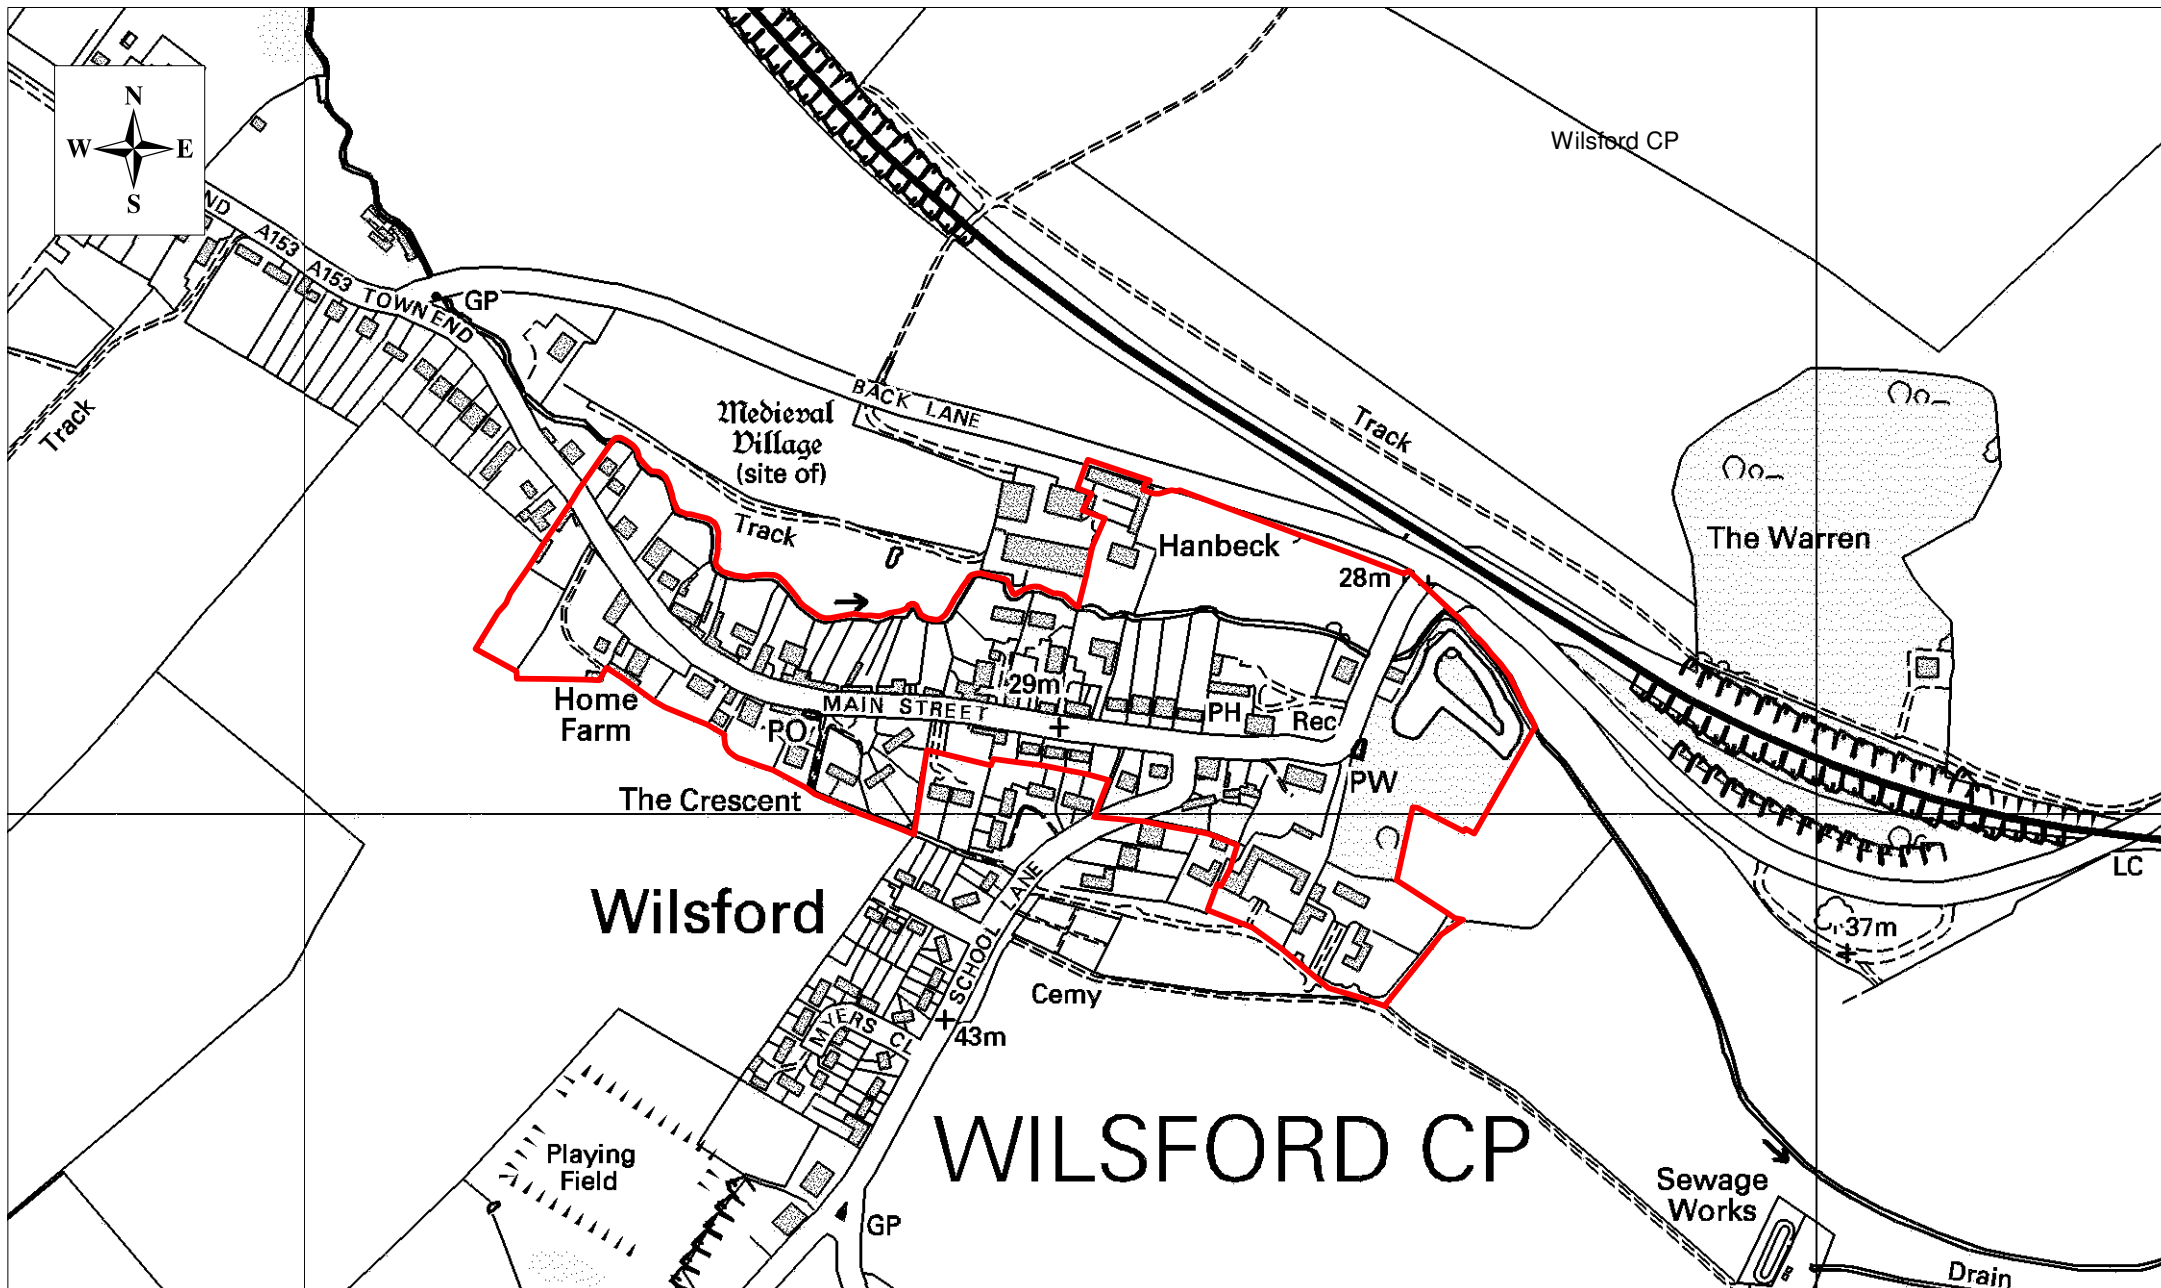 N
W E
S
ND
A153
A153
TOWN END
GP
Wilsford CP
BACK LANE
Track
Track
Medieval
Village
(site of)
Track
Hanbeck
28m
The Warren
Home
Farm
PO
MAIN STREET
29m
PH
Rec
PW
The Crescent
LC
Wilsford
SCHOOL LANE
37m
Cemy
MYERS CL
43m
WILSFORD CP
Playing
Field
GP
Sewage
Works
Drain